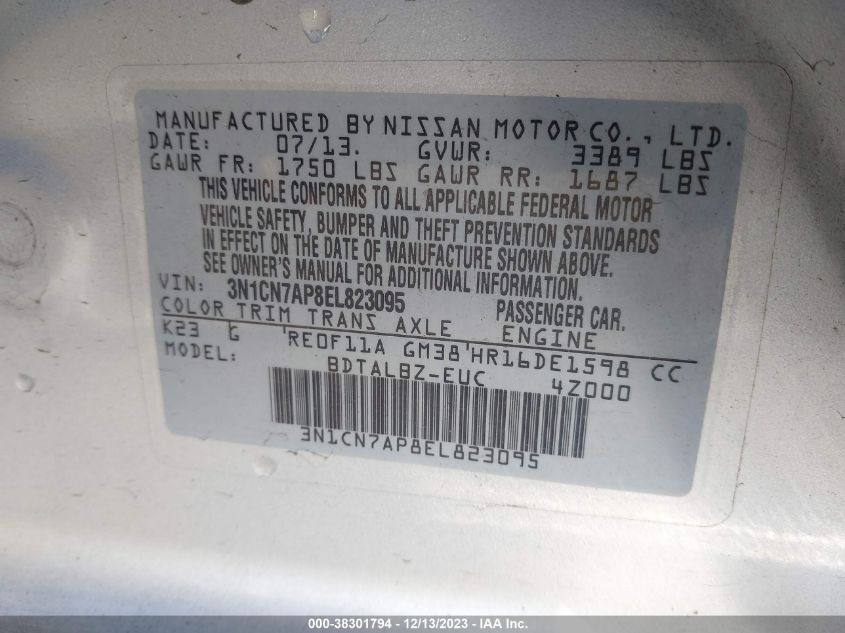 MANUFACTURED BY NISSAN MOTOR CO., LTD.
DATE: 07/13. GVWR: 3389 LBS
GAWR FR: 1750 LBS GAWR RR: 1687 LBS
THIS VEHICLE CONFORMS TO ALL APPLICABLE FEDERAL MOTOR
VEHICLE SAFETY, BUMPER AND THEFT PREVENTION STANDARDS
IN EFFECT ON THE DATE OF MANUFACTURE SHOWN ABOVE.
SEE OWNER'S MANUAL FOR ADDITIONAL INFORMATION.
VIN: 3N1CN7AP8EL823095 PASSENGER CAR.
COLOR TRIM TRANS AXLE ENGINE
K23 G RE0F11A GM38 HR16DE1598 CC
MODEL: BDTALBZ-EUC 4Z000
3N1CN7AP8EL823095
000-38301794 - 12/13/2023 - IAAI.com